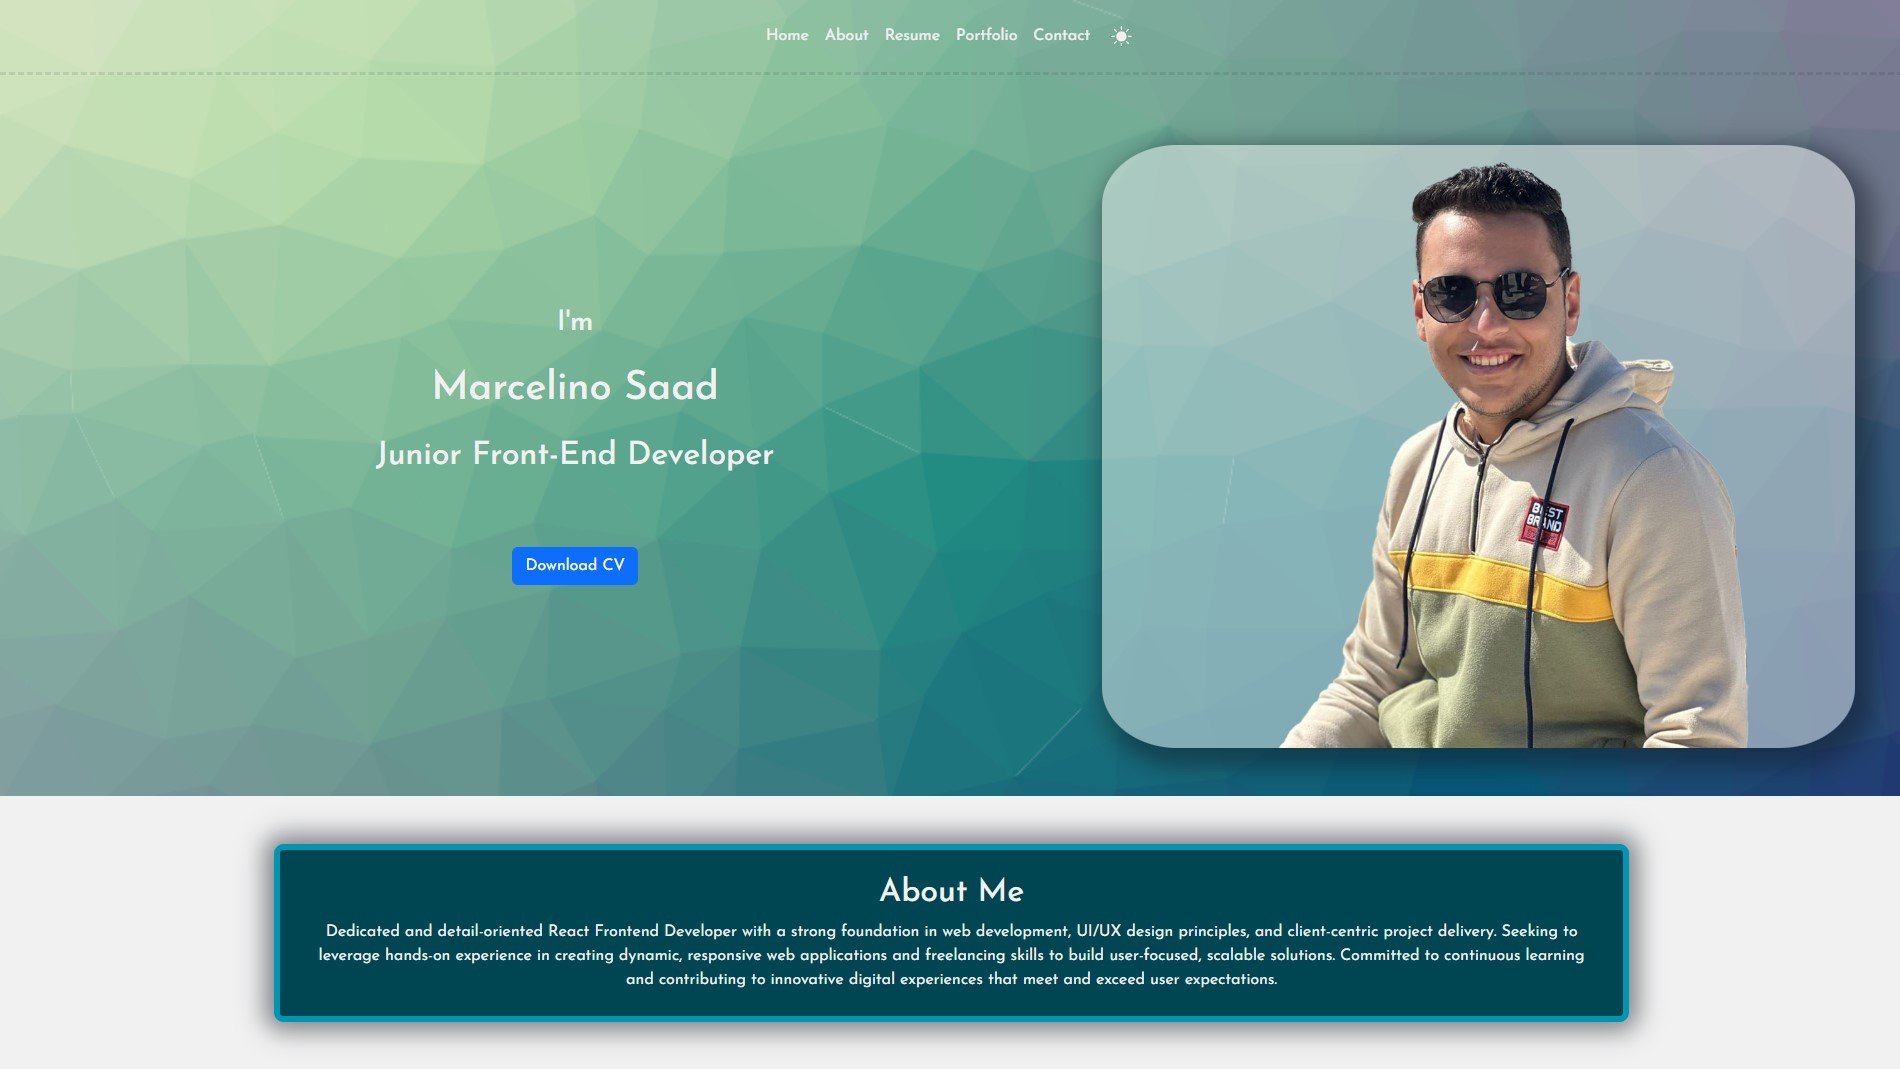 Home About Resume Portfolio Contact
I'm
Marcelino Saad
Junior Front-End Developer
Download CV
BEST
BRAND
About Me
Dedicated and detail-oriented React Frontend Developer with a strong foundation in web development, UI/UX design principles, and client-centric project delivery. Seeking to
leverage hands-on experience in creating dynamic, responsive web applications and freelancing skills to build user-focused, scalable solutions. Committed to continuous learning
and contributing to innovative digital experiences that meet and exceed user expectations.